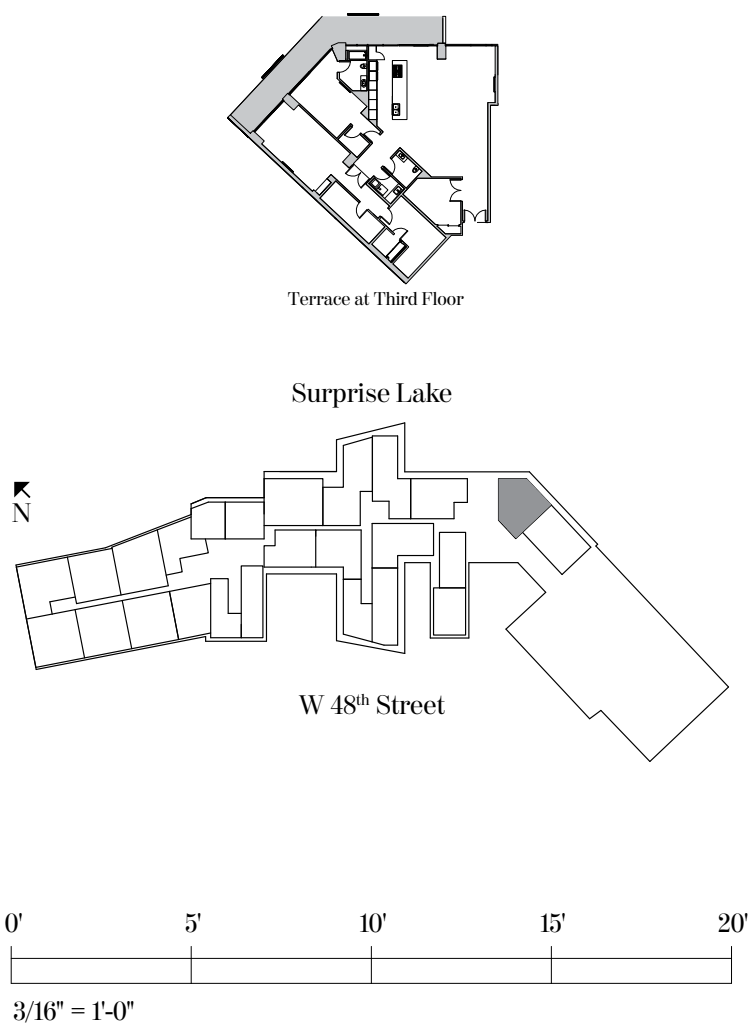 Terrace at Third Floor
Surprise Lake
N
W 48th Street
0' 5' 10' 15' 20'
3/16" = 1'-0"